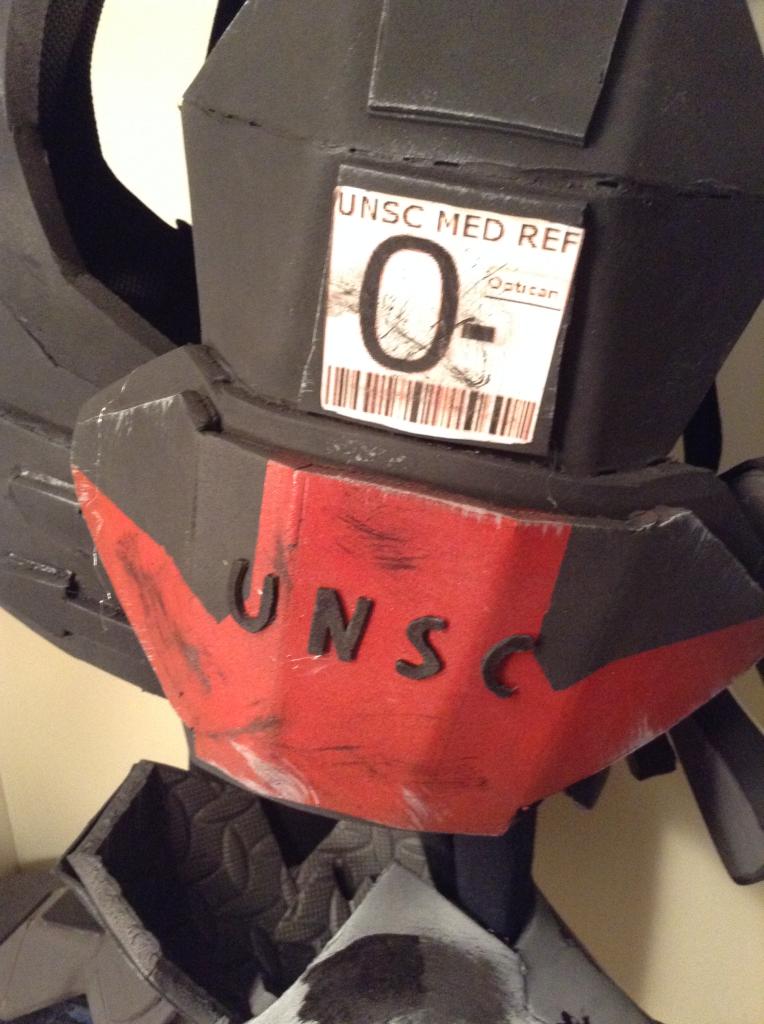 UNSC MED REF
O-
Optican
UNSC